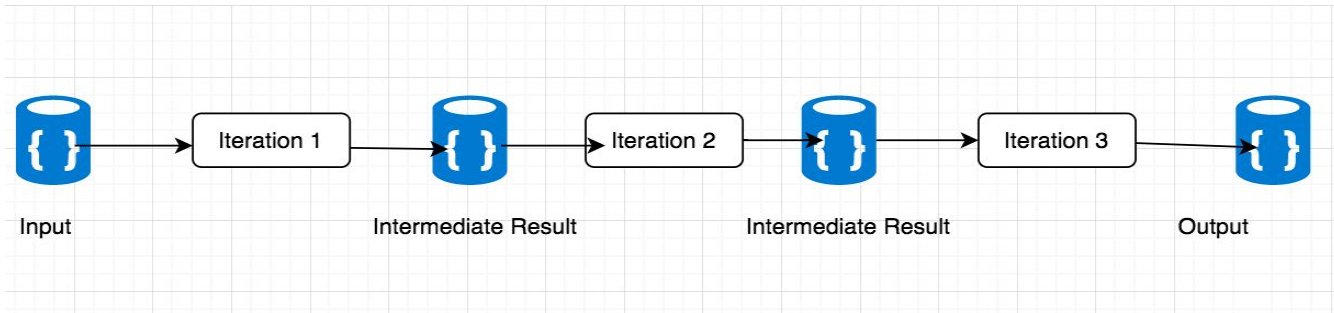 { }
Iteration 1
{ }
Iteration 2
{ }
Iteration 3
{ }
Input
Intermediate Result
Intermediate Result
Output